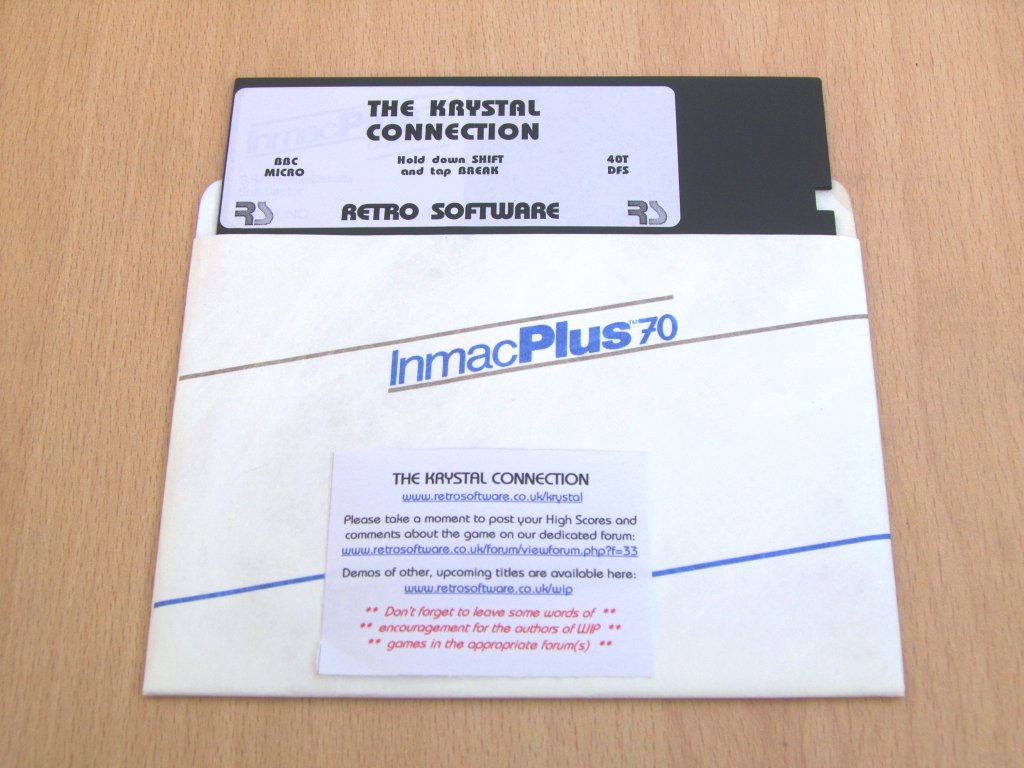 THE KRYSTAL
CONNECTION
BBC
MICRO
Hold down SHIFT
and tap BREAK
40T
DFS
RS
RETRO SOFTWARE
RS
InmacPlus™70
THE KRYSTAL CONNECTION
www.retrosoftware.co.uk/krystal
Please take a moment to post your High Scores and
comments about the game on our dedicated forum:
www.retrosoftware.co.uk/forum/viewforum.php?f=33
Demos of other, upcoming titles are available here:
www.retrosoftware.co.uk/wip
** Don't forget to leave some words of **
** encouragement for the authors of WIP **
** games in the appropriate forum(s) **